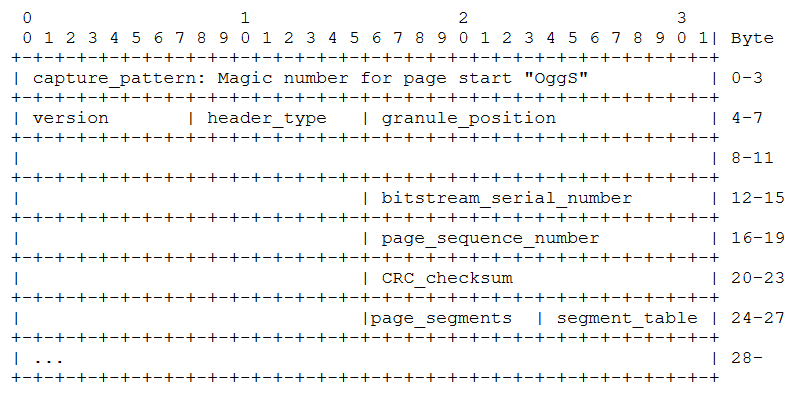 0                   1                   2                   3
 0 1 2 3 4 5 6 7 8 9 0 1 2 3 4 5 6 7 8 9 0 1 2 3 4 5 6 7 8 9 0 1| Byte
+-+-+-+-+-+-+-+-+-+-+-+-+-+-+-+-+-+-+-+-+-+-+-+-+-+-+-+-+-+-+-+-+
| capture_pattern: Magic number for page start "OggS"           | 0-3
+-+-+-+-+-+-+-+-+-+-+-+-+-+-+-+-+-+-+-+-+-+-+-+-+-+-+-+-+-+-+-+-+
| version       | header_type   | granule_position              | 4-7
+-+-+-+-+-+-+-+-+-+-+-+-+-+-+-+-+-+-+-+-+-+-+-+-+-+-+-+-+-+-+-+-+
|                                                               | 8-11
+-+-+-+-+-+-+-+-+-+-+-+-+-+-+-+-+-+-+-+-+-+-+-+-+-+-+-+-+-+-+-+-+
|                               | bitstream_serial_number       | 12-15
+-+-+-+-+-+-+-+-+-+-+-+-+-+-+-+-+-+-+-+-+-+-+-+-+-+-+-+-+-+-+-+-+
|                               | page_sequence_number          | 16-19
+-+-+-+-+-+-+-+-+-+-+-+-+-+-+-+-+-+-+-+-+-+-+-+-+-+-+-+-+-+-+-+-+
|                               | CRC_checksum                  | 20-23
+-+-+-+-+-+-+-+-+-+-+-+-+-+-+-+-+-+-+-+-+-+-+-+-+-+-+-+-+-+-+-+-+
|                               |page_segments  | segment_table | 24-27
+-+-+-+-+-+-+-+-+-+-+-+-+-+-+-+-+-+-+-+-+-+-+-+-+-+-+-+-+-+-+-+-+
| ...                                                           | 28-
+-+-+-+-+-+-+-+-+-+-+-+-+-+-+-+-+-+-+-+-+-+-+-+-+-+-+-+-+-+-+-+-+